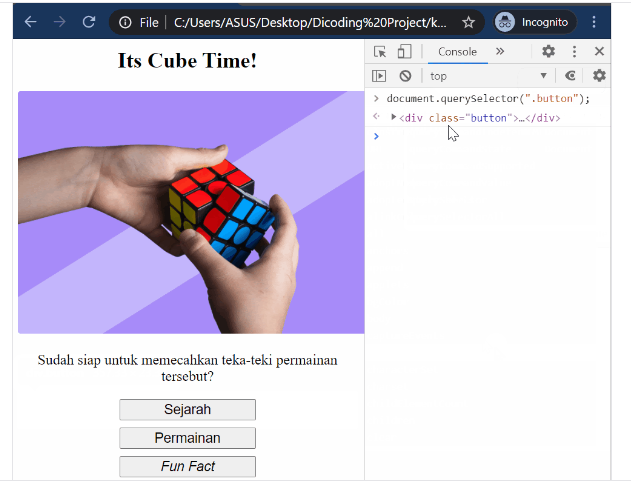 File | C:/Users/ASUS/Desktop/Dicoding%20Project/k...
Incognito
Its Cube Time!
Console
top
document.querySelector(".button");
<div class="button">…</div>
Sudah siap untuk memecahkan teka-teki permainan
tersebut?
Sejarah
Permainan
Fun Fact